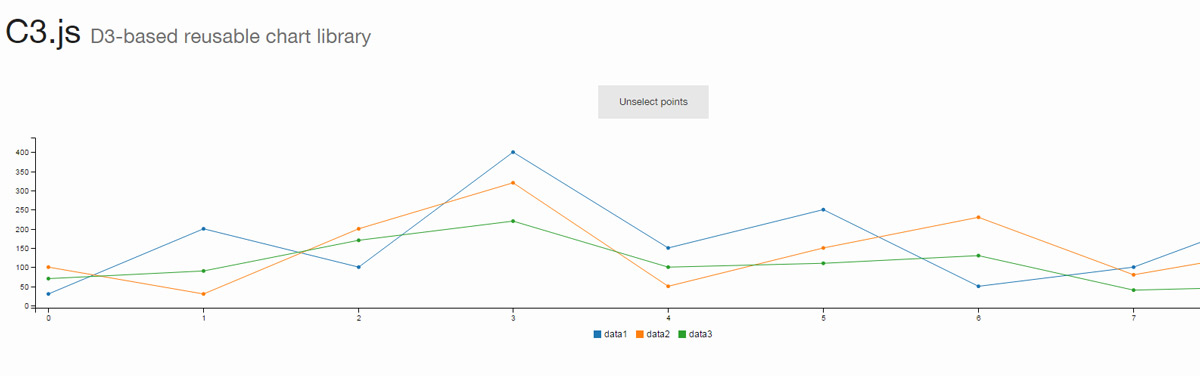 C3.js D3-based reusable chart library
Unselect points
400
350
300
250
200
150
100
50
0
0 1 2 3 4 5 6 7
data1 data2 data3